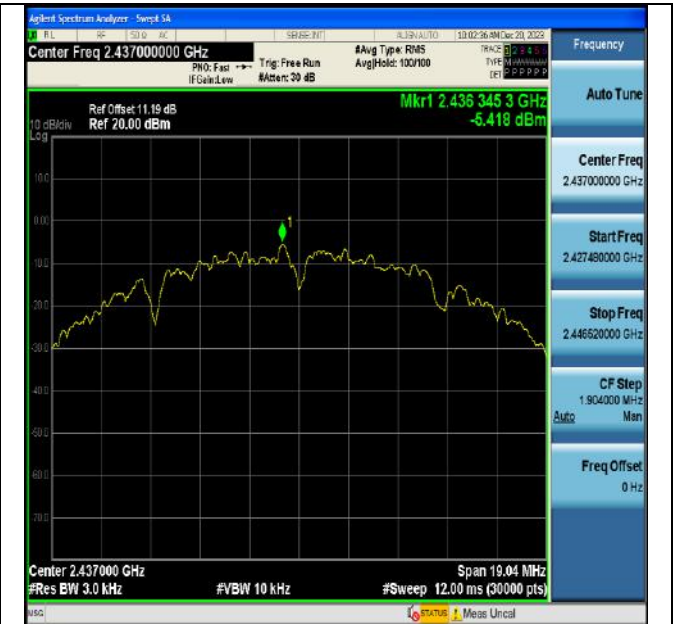 Agilent Spectrum Analyzer - Swept SA
RL RF 50 Ω AC SENSE:INT ALIGN AUTO 10:02:36 AM Dec 20, 2023
Center Freq 2.437000000 GHz
PNO: Fast
IFGain:Low
Trig: Free Run
#Atten: 30 dB
#Avg Type: RMS
Avg|Hold: 100/100
TRACE 1 2 3 4 5 6
TYPE M
DET P P P P P P
Frequency
Mkr1 2.436 345 3 GHz
-5.418 dBm
Ref Offset 11.19 dB
10 dB/div Ref 20.00 dBm
Log
10.0
0.00
1
-10.0
-20.0
-30.0
-40.0
-50.0
-60.0
-70.0
Center 2.437000 GHz
Span 19.04 MHz
#Res BW 3.0 kHz
#VBW 10 kHz
#Sweep 12.00 ms (30000 pts)
Auto Tune
Center Freq
2.437000000 GHz
Start Freq
2.427480000 GHz
Stop Freq
2.446520000 GHz
CF Step
1.904000 MHz
Auto Man
Freq Offset
0 Hz
MSG
STATUS
Meas Uncal